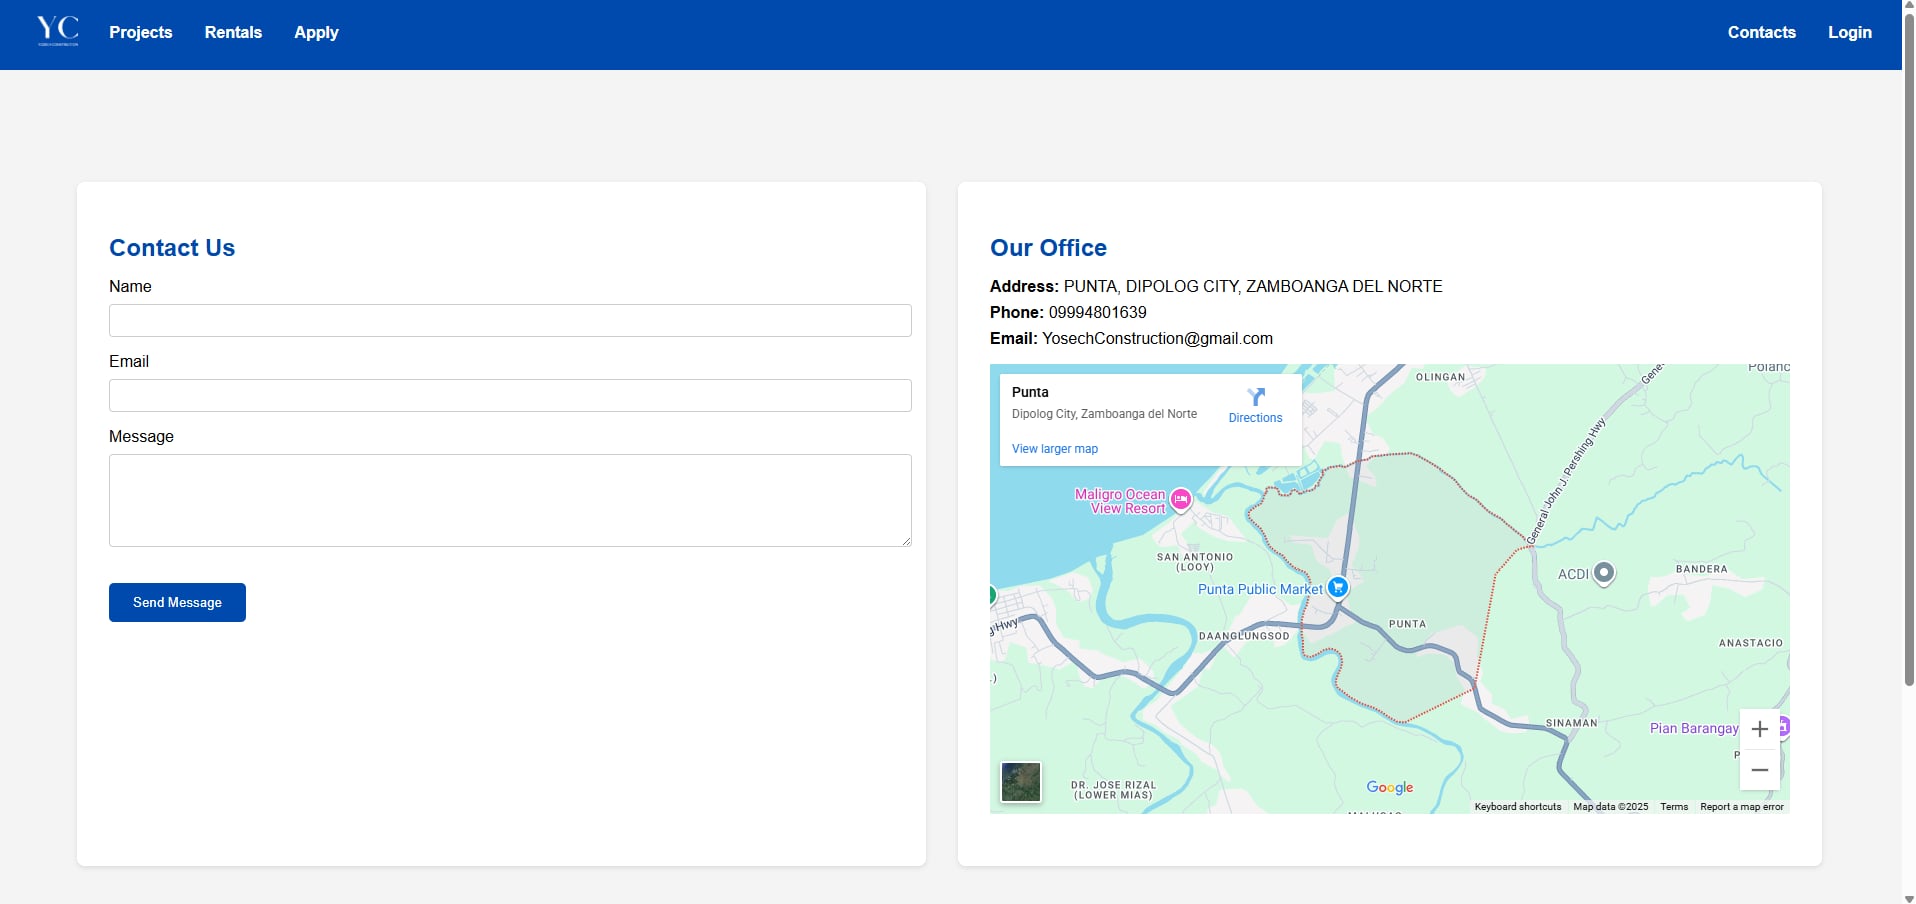 YC
Projects
Rentals
Apply
Contacts
Login
Contact Us
Name
Email
Message
Send Message
Our Office
Address: PUNTA, DIPOLOG CITY, ZAMBOANGA DEL NORTE
Phone: 09994801639
Email: YosechConstruction@gmail.com
Punta
Dipolog City, Zamboanga del Norte
Directions
View larger map
OLINGAN
Polanc
Gene
General John J. Pershing Hwy
Maligro Ocean
View Resort
SAN ANTONIO
(LOOY)
ACDI
BANDERA
Punta Public Market
g Hwy
DAANGLUNGSOD
PUNTA
ANASTACIO
.)
SINAMAN
Pian Barangay
P
DR. JOSE RIZAL
(LOWER MIAS)
Google
Keyboard shortcuts
Map data ©2025
Terms
Report a map error